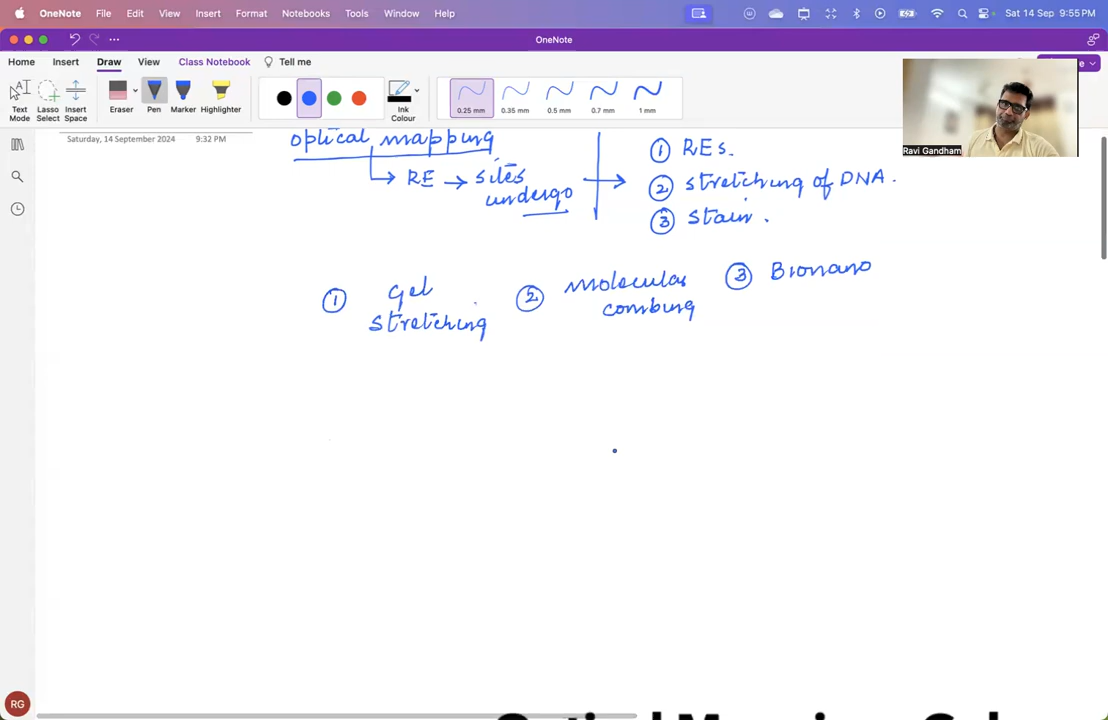 OneNote File Edit View Insert Format Notebooks Tools Window Help Sat 14 Sep 9:55 PM
OneNote
Home Insert Draw View Class Notebook Tell me
Text Mode Lasso Select Insert Space Eraser Pen Marker Highlighter Ink Colour 0.25 mm 0.35 mm 0.5 mm 0.7 mm 1 mm
Ravi Gandham
Saturday, 14 September 2024 9:32 PM
optical mapping
RE → sites
undergo
① REs.
② stretching of DNA.
③ stain.
① Gel
stretching
② molecular
combing
③ Bionano
RG